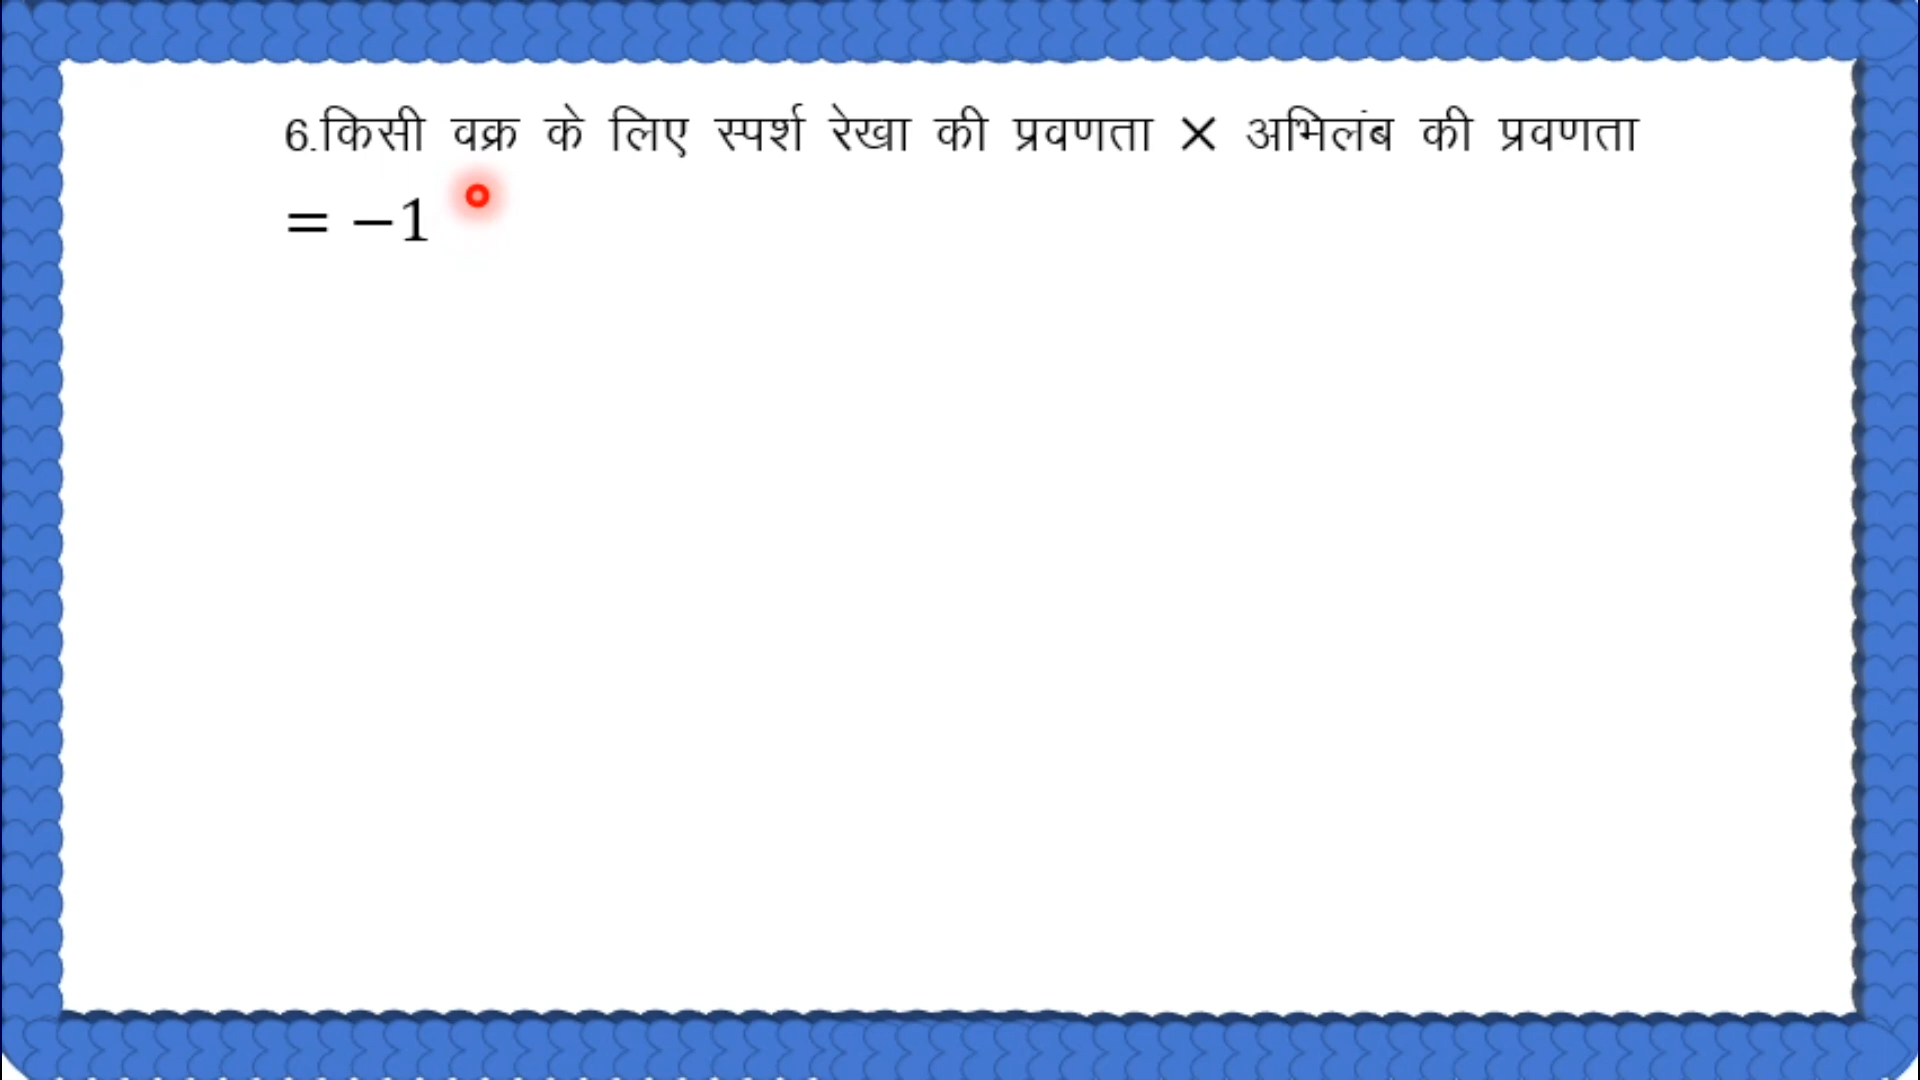 6.किसी वक्र के लिए स्पर्श रेखा की प्रवणता × अभिलंब की प्रवणता
= −1